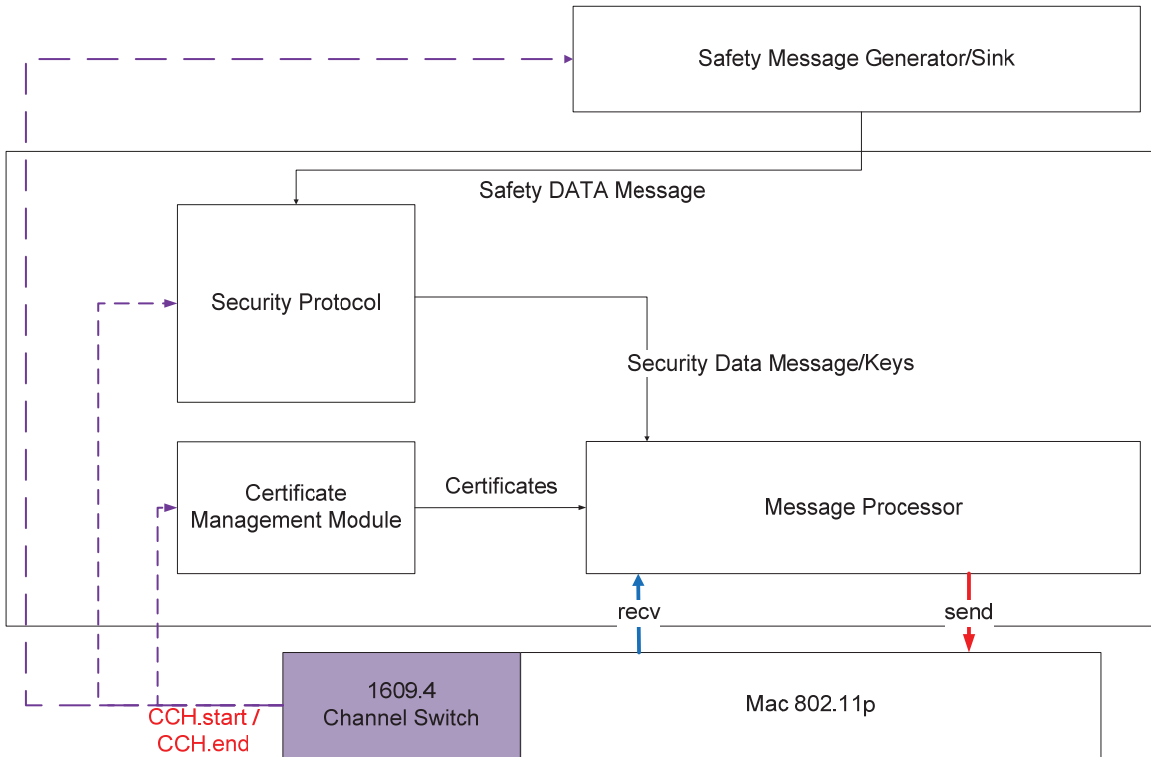 Safety Message Generator/Sink
Safety DATA Message
Security Protocol
Security Data Message/Keys
Certificate
Management Module
Certificates
Message Processor
recv
send
1609.4
Channel Switch
Mac 802.11p
CCH.start /
CCH.end